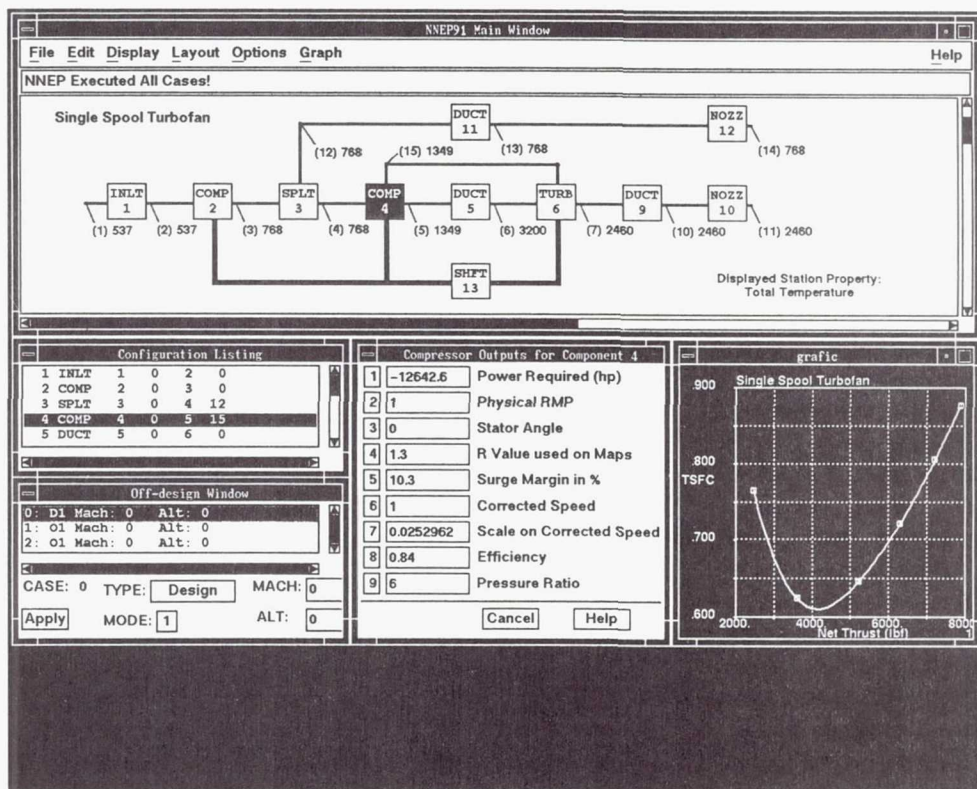 NNEP91 Main Window
File Edit Display Layout Options Graph Help
NNEP Executed All Cases!
Single Spool Turbofan
DUCT 11
NOZZ 12
(12) 768
(15) 1349
(13) 768
(14) 768
INLT 1
COMP 2
SPLT 3
COMP 4
DUCT 5
TURB 6
DUCT 9
NOZZ 10
(1) 537
(2) 537
(3) 768
(4) 768
(5) 1349
(6) 3200
(7) 2460
(10) 2460
(11) 2460
SHFT 13
Displayed Station Property:
Total Temperature
Configuration Listing
1 INLT 1 0 2 0
2 COMP 2 0 3 0
3 SPLT 3 0 4 12
4 COMP 4 0 5 15
5 DUCT 5 0 6 0
Off-design Window
0: D1 Mach: 0 Alt: 0
1: O1 Mach: 0 Alt: 0
2: O1 Mach: 0 Alt: 0
CASE: 0 TYPE: Design MACH: 0
Apply MODE: 1 ALT: 0
Compressor Outputs for Component 4
1 -12642.6 Power Required (hp)
2 1 Physical RMP
3 0 Stator Angle
4 1.3 R Value used on Maps
5 10.3 Surge Margin in %
6 1 Corrected Speed
7 0.0252962 Scale on Corrected Speed
8 0.84 Efficiency
9 6 Pressure Ratio
Cancel Help
grafic
Single Spool Turbofan
.900
.800
TSFC
.700
.600
2000. 4000 6000 8000
Net Thrust (lbf)